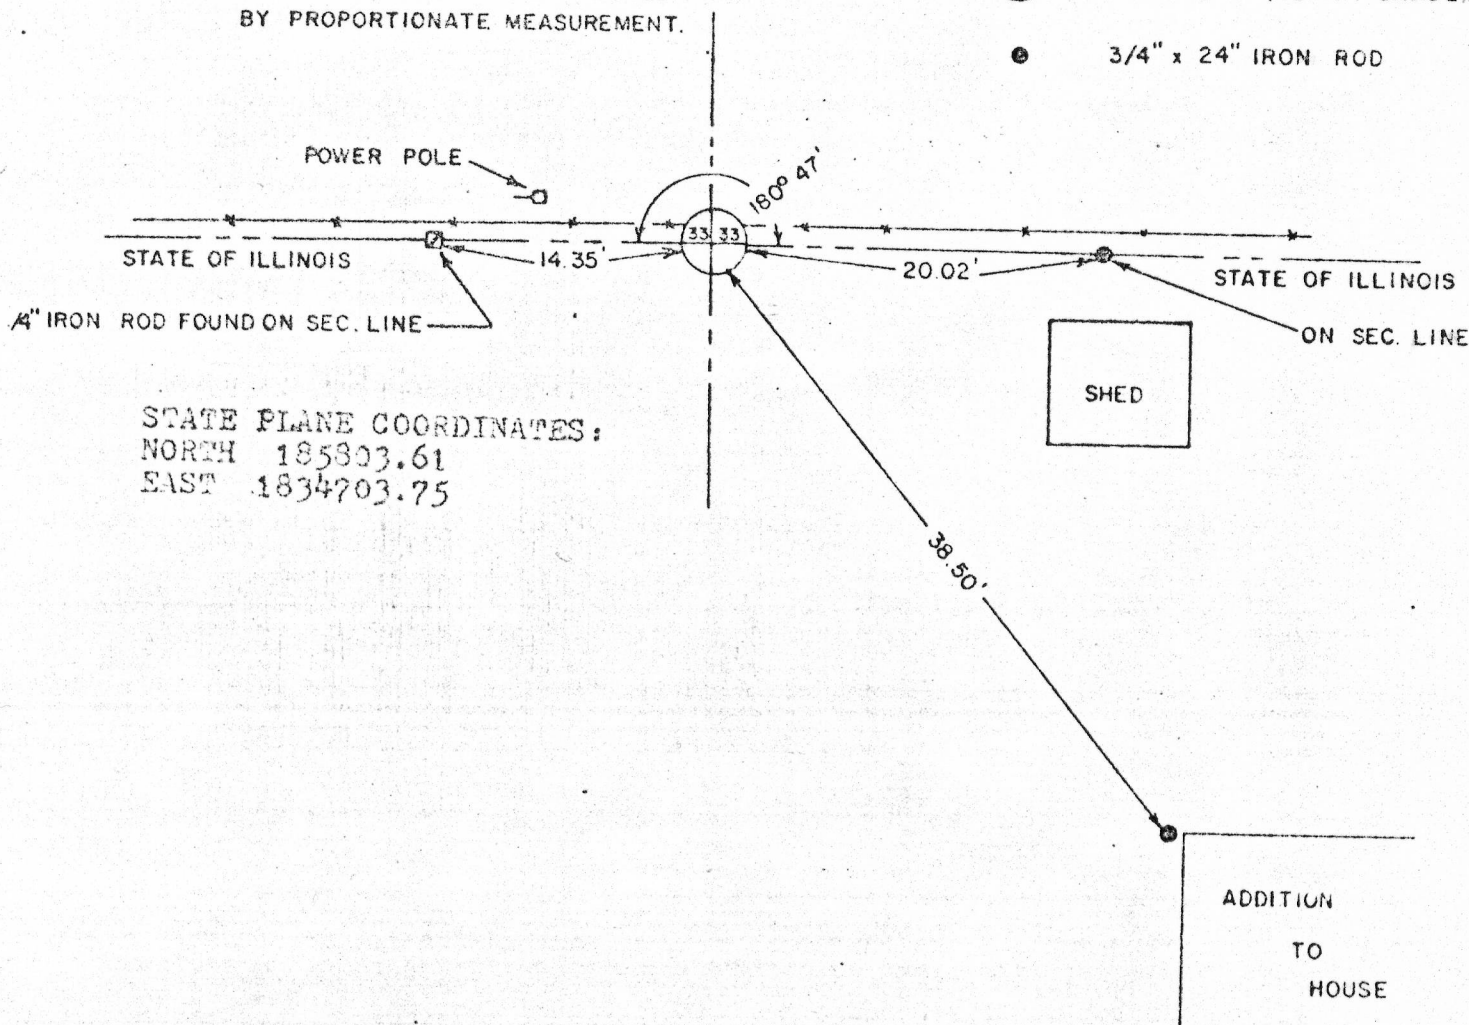 BY PROPORTIONATE MEASUREMENT.
3/4" x 24" IRON ROD
POWER POLE
180° 47'
33 33
STATE OF ILLINOIS
14.35'
20.02'
STATE OF ILLINOIS
IRON ROD FOUND ON SEC. LINE
ON SEC. LINE
SHED
STATE PLANE COORDINATES:
NORTH 185803.61
EAST 1834703.75
38.50'
ADDITION
TO
HOUSE